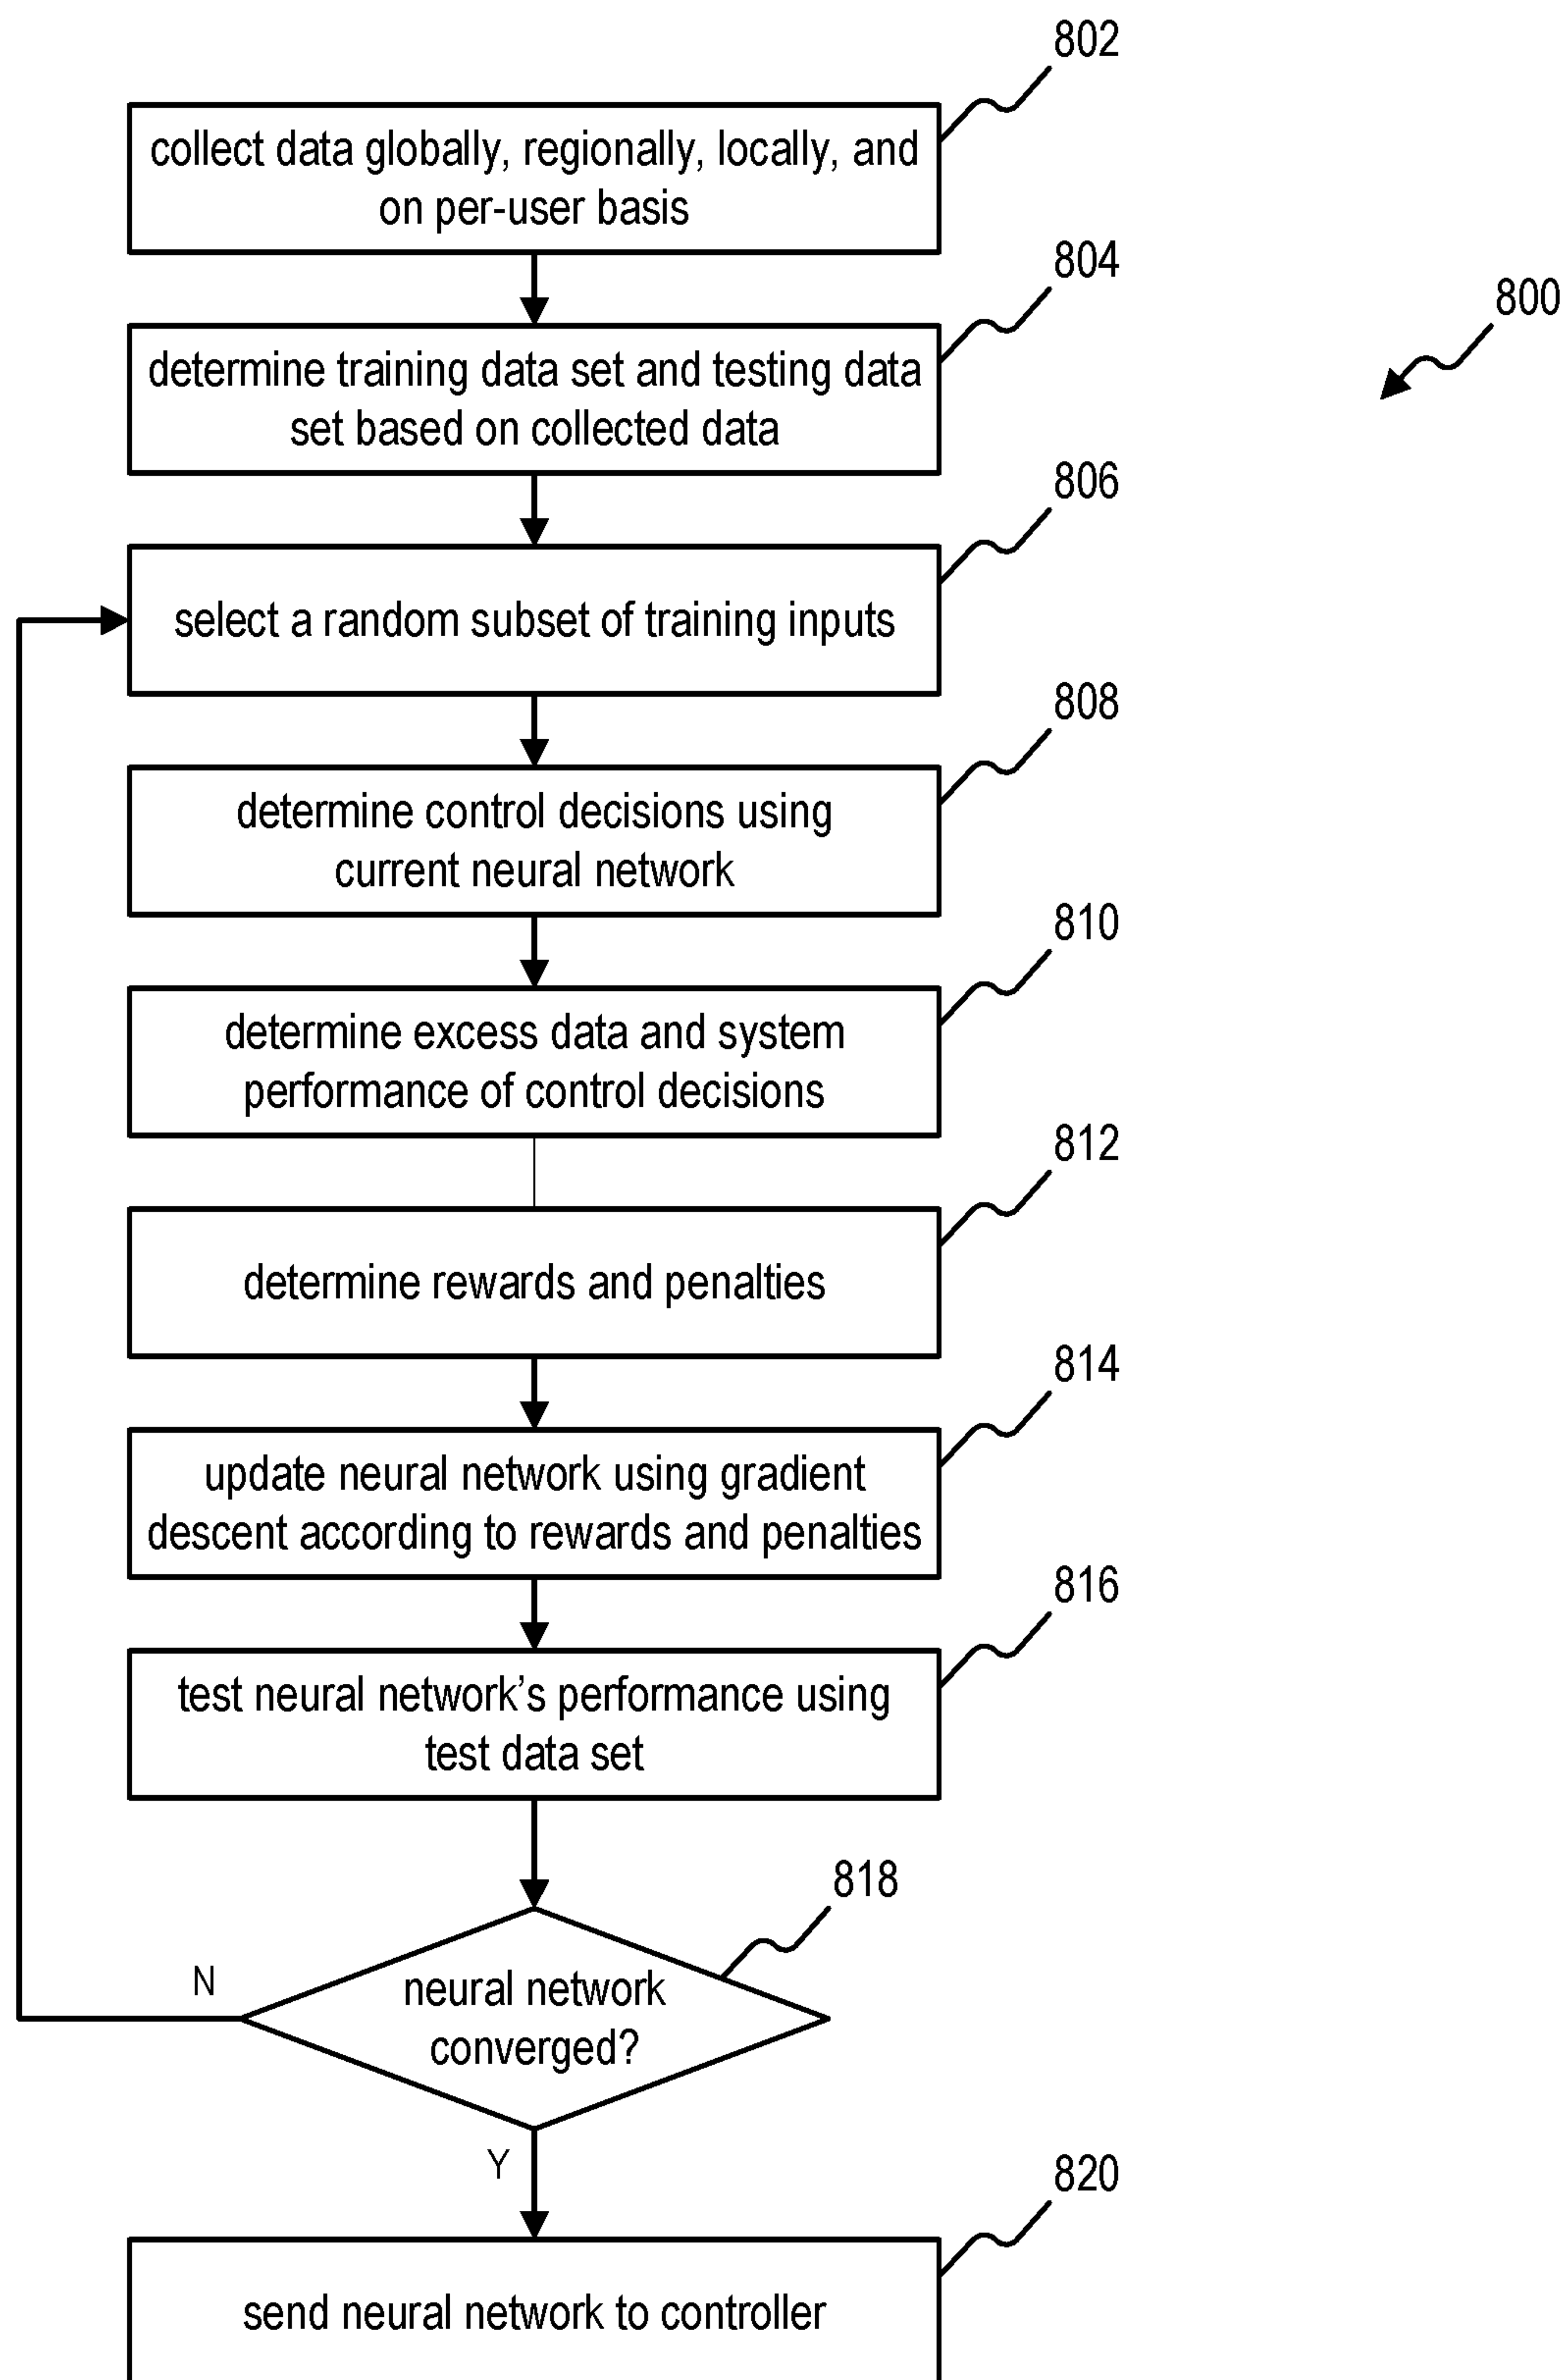 802
collect data globally, regionally, locally, and
on per-user basis
804
800
determine training data set and testing data
set based on collected data
806
select a random subset of training inputs
808
determine control decisions using
current neural network
810
determine excess data and system
performance of control decisions
812
determine rewards and penalties
814
update neural network using gradient
descent according to rewards and penalties
816
test neural network’s performance using
test data set
818
N
neural network
converged?
Y
820
send neural network to controller